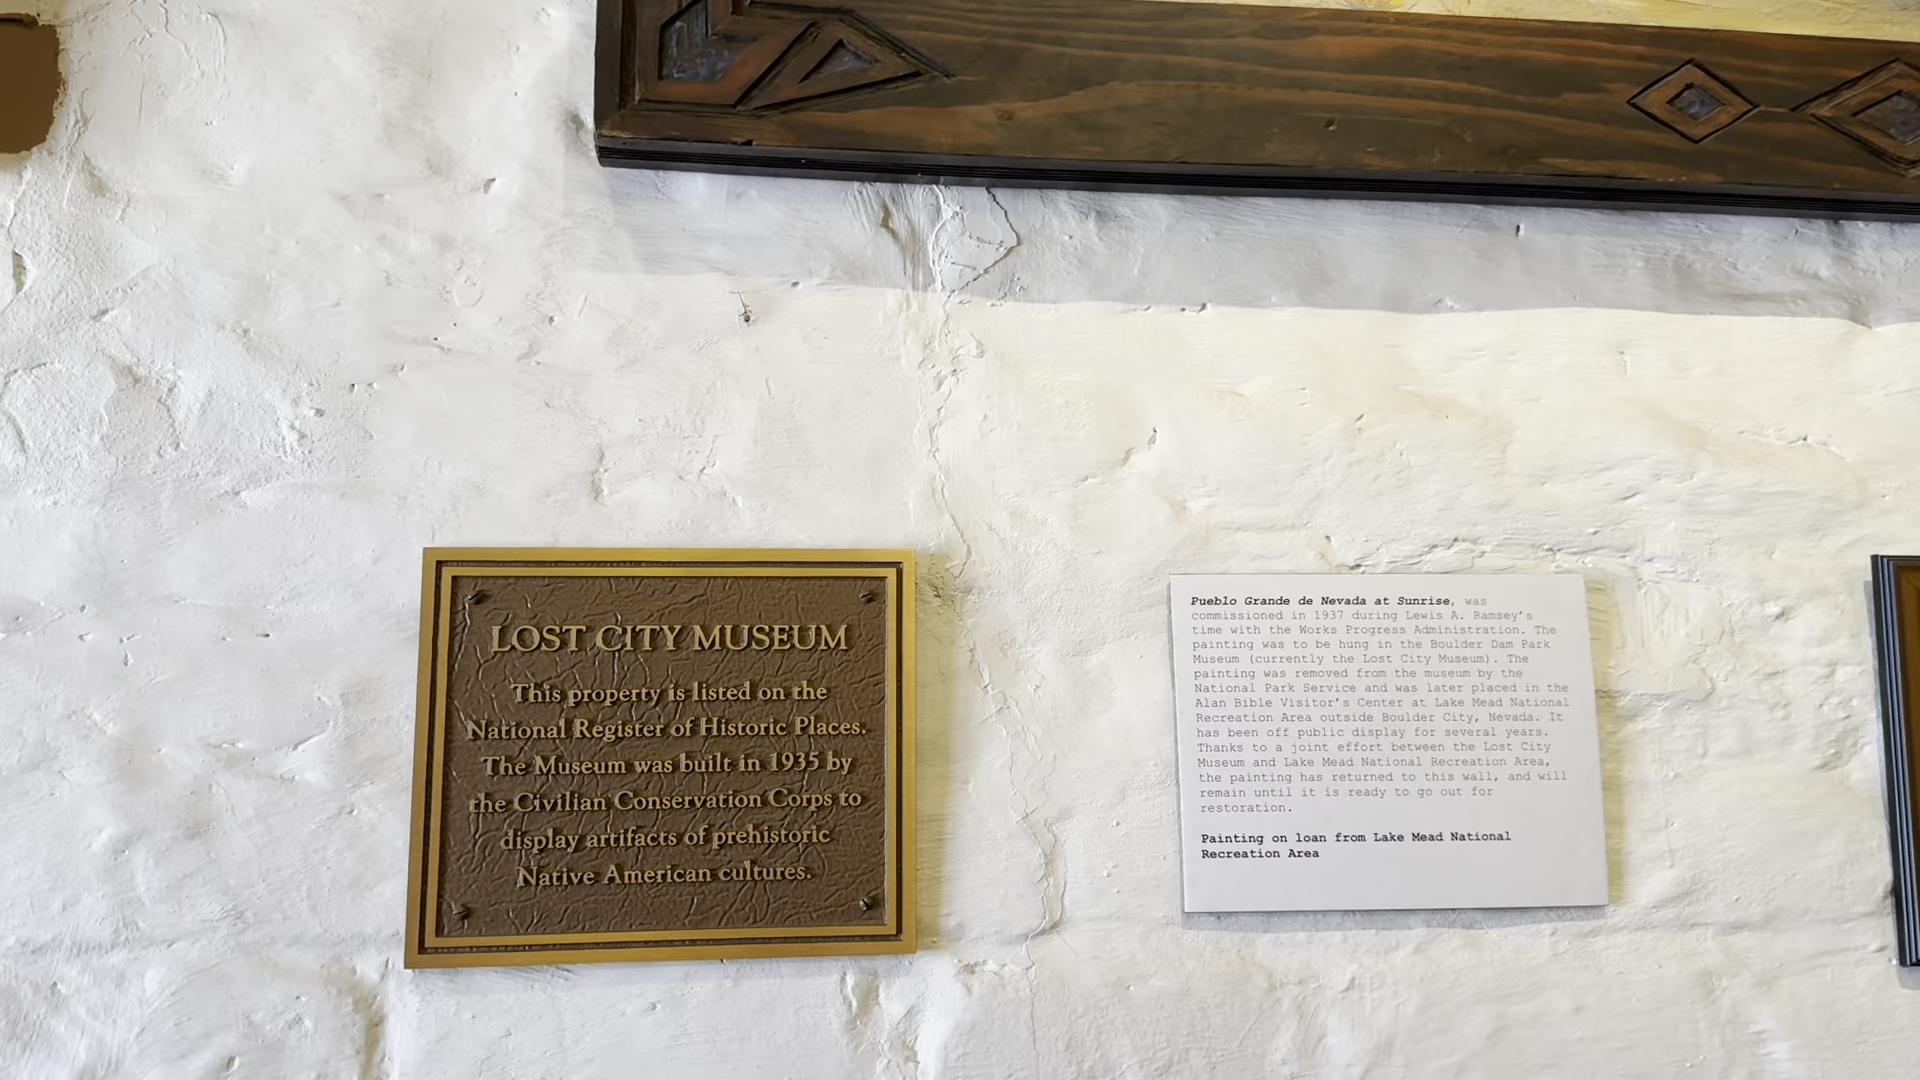 LOST CITY MUSEUM
This property is listed on the
National Register of Historic Places.
The Museum was built in 1935 by
the Civilian Conservation Corps to
display artifacts of prehistoric
Native American cultures.
Pueblo Grande de Nevada at Sunrise, was
commissioned in 1937 during Lewis A. Ramsey's
time with the Works Progress Administration. The
painting was to be hung in the Boulder Dam Park
Museum (currently the Lost City Museum). The
painting was removed from the museum by the
National Park Service and was later placed in the
Alan Bible Visitor's Center at Lake Mead National
Recreation Area outside Boulder City, Nevada. It
has been off public display for several years.
Thanks to a joint effort between the Lost City
Museum and Lake Mead National Recreation Area,
the painting has returned to this wall, and will
remain until it is ready to go out for
restoration.
Painting on loan from Lake Mead National
Recreation Area